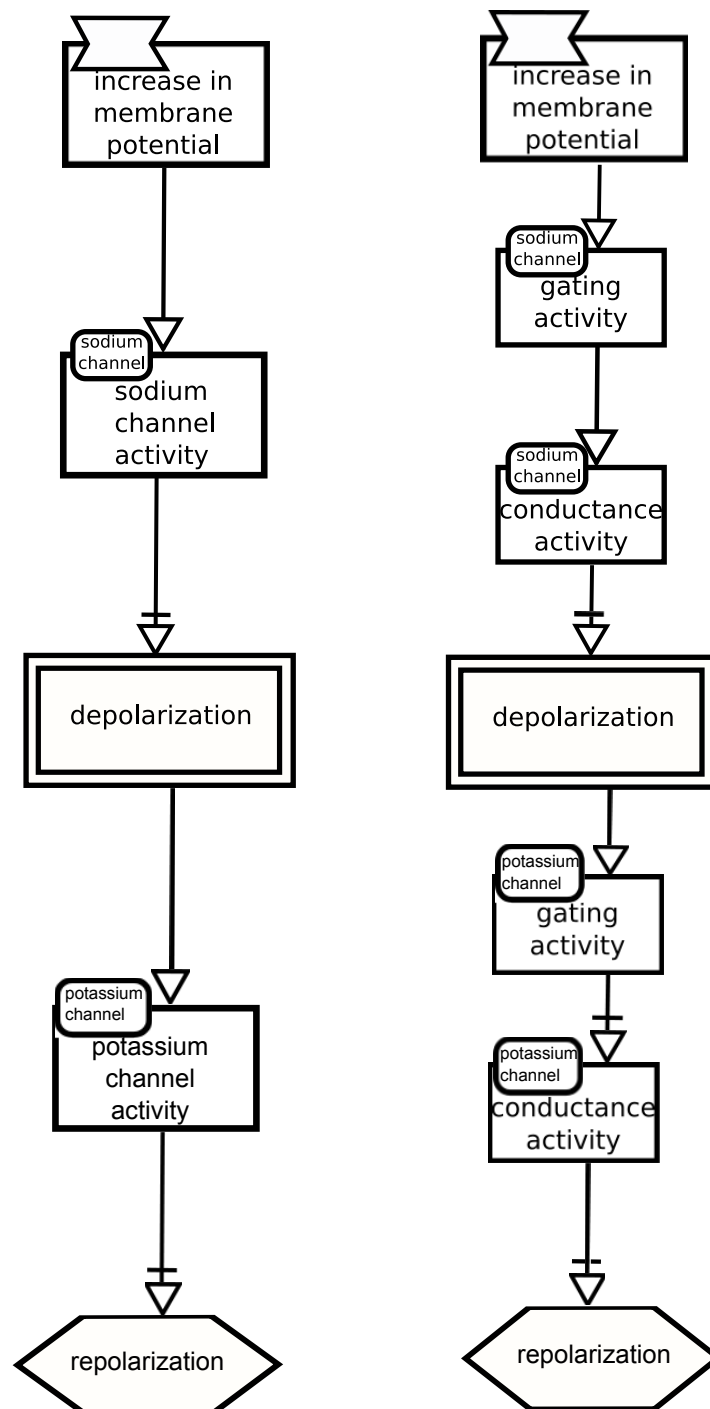 increase in
membrane
potential
sodium
channel
sodium
channel
activity
depolarization
potassium
channel
potassium
channel
activity
repolarization
increase in
membrane
potential
sodium
channel
gating
activity
sodium
channel
conductance
activity
depolarization
potassium
channel
gating
activity
potassium
channel
conductance
activity
repolarization